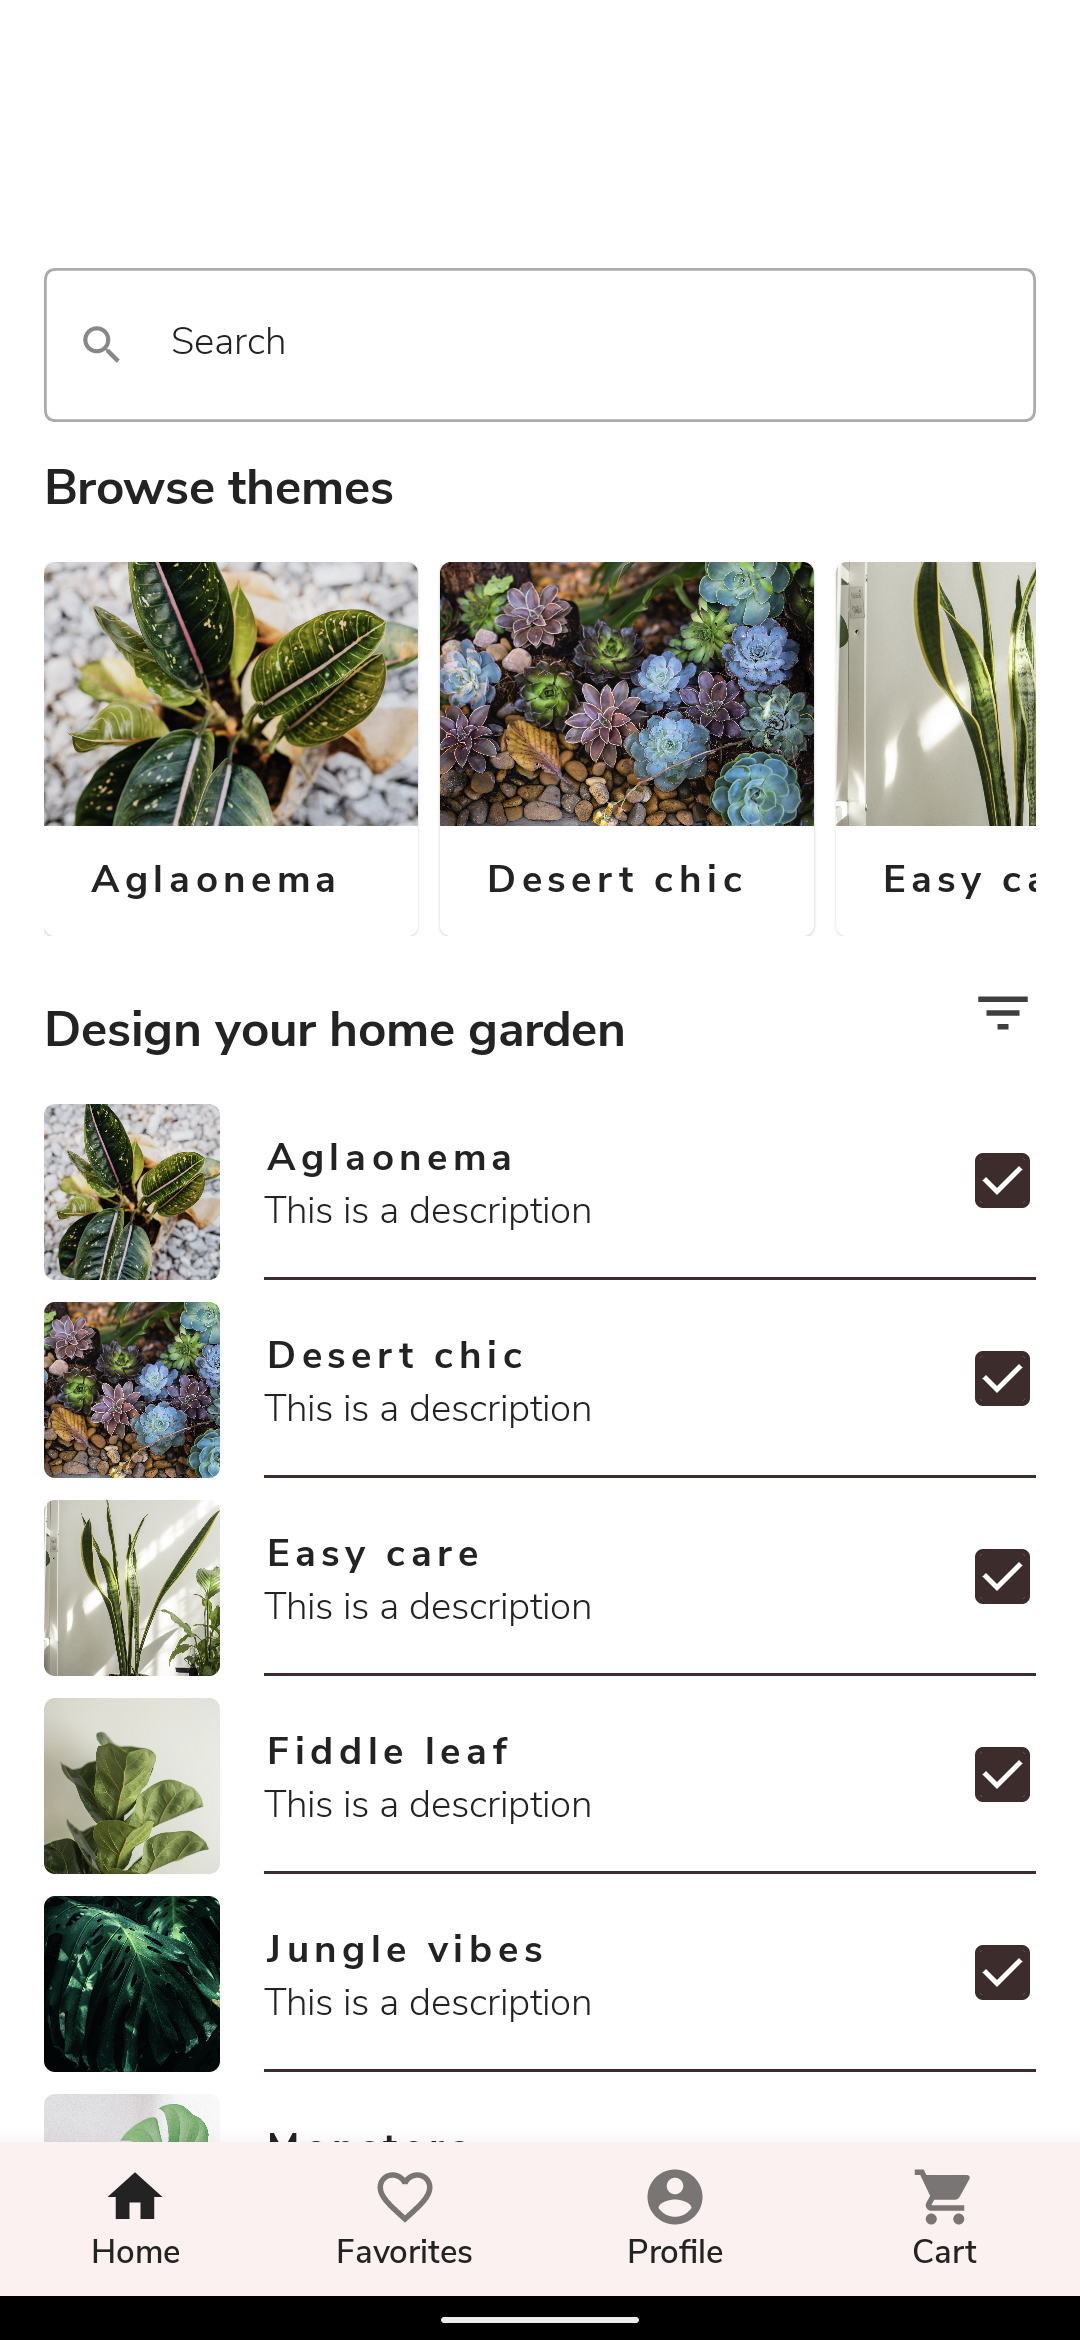 Search
Browse themes
Aglaonema
Desert chic
Easy ca
Design your home garden
Aglaonema
This is a description
Desert chic
This is a description
Easy care
This is a description
Fiddle leaf
This is a description
Jungle vibes
This is a description
Monstera
Home
Favorites
Profile
Cart